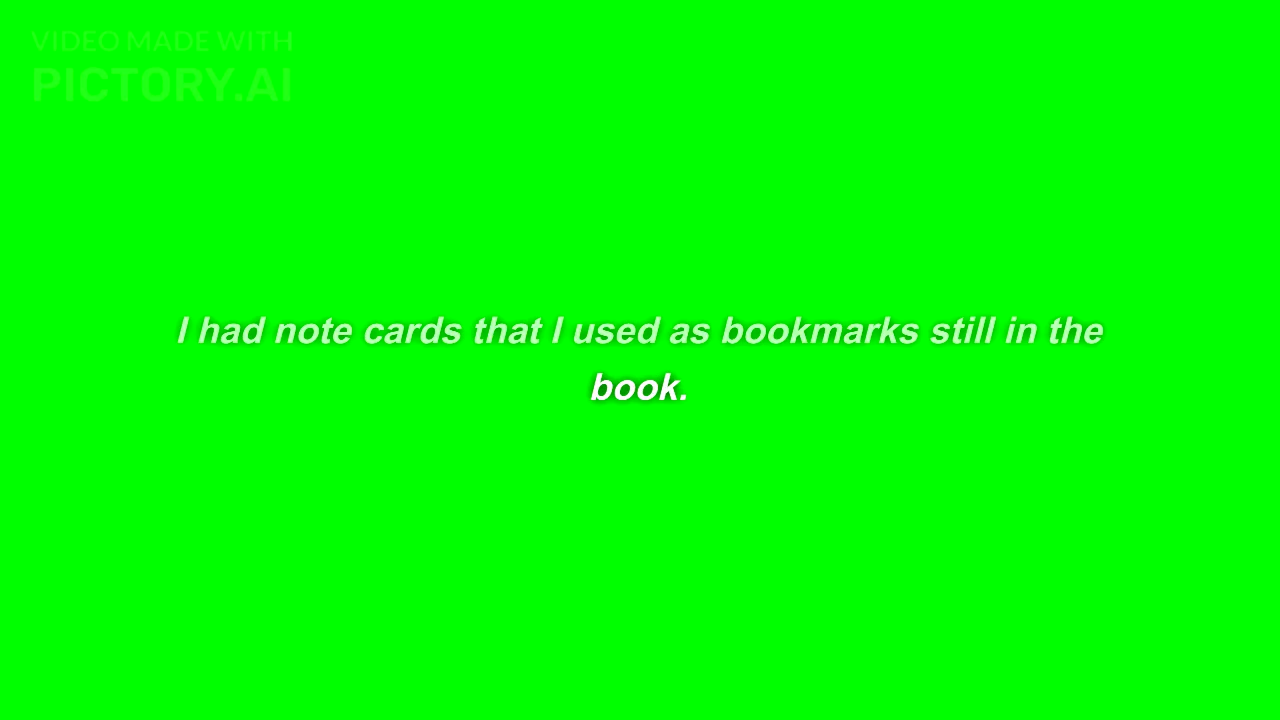 VIDEO MADE WITH
PICTORY.AI
I had note cards that I used as bookmarks still in the
book.